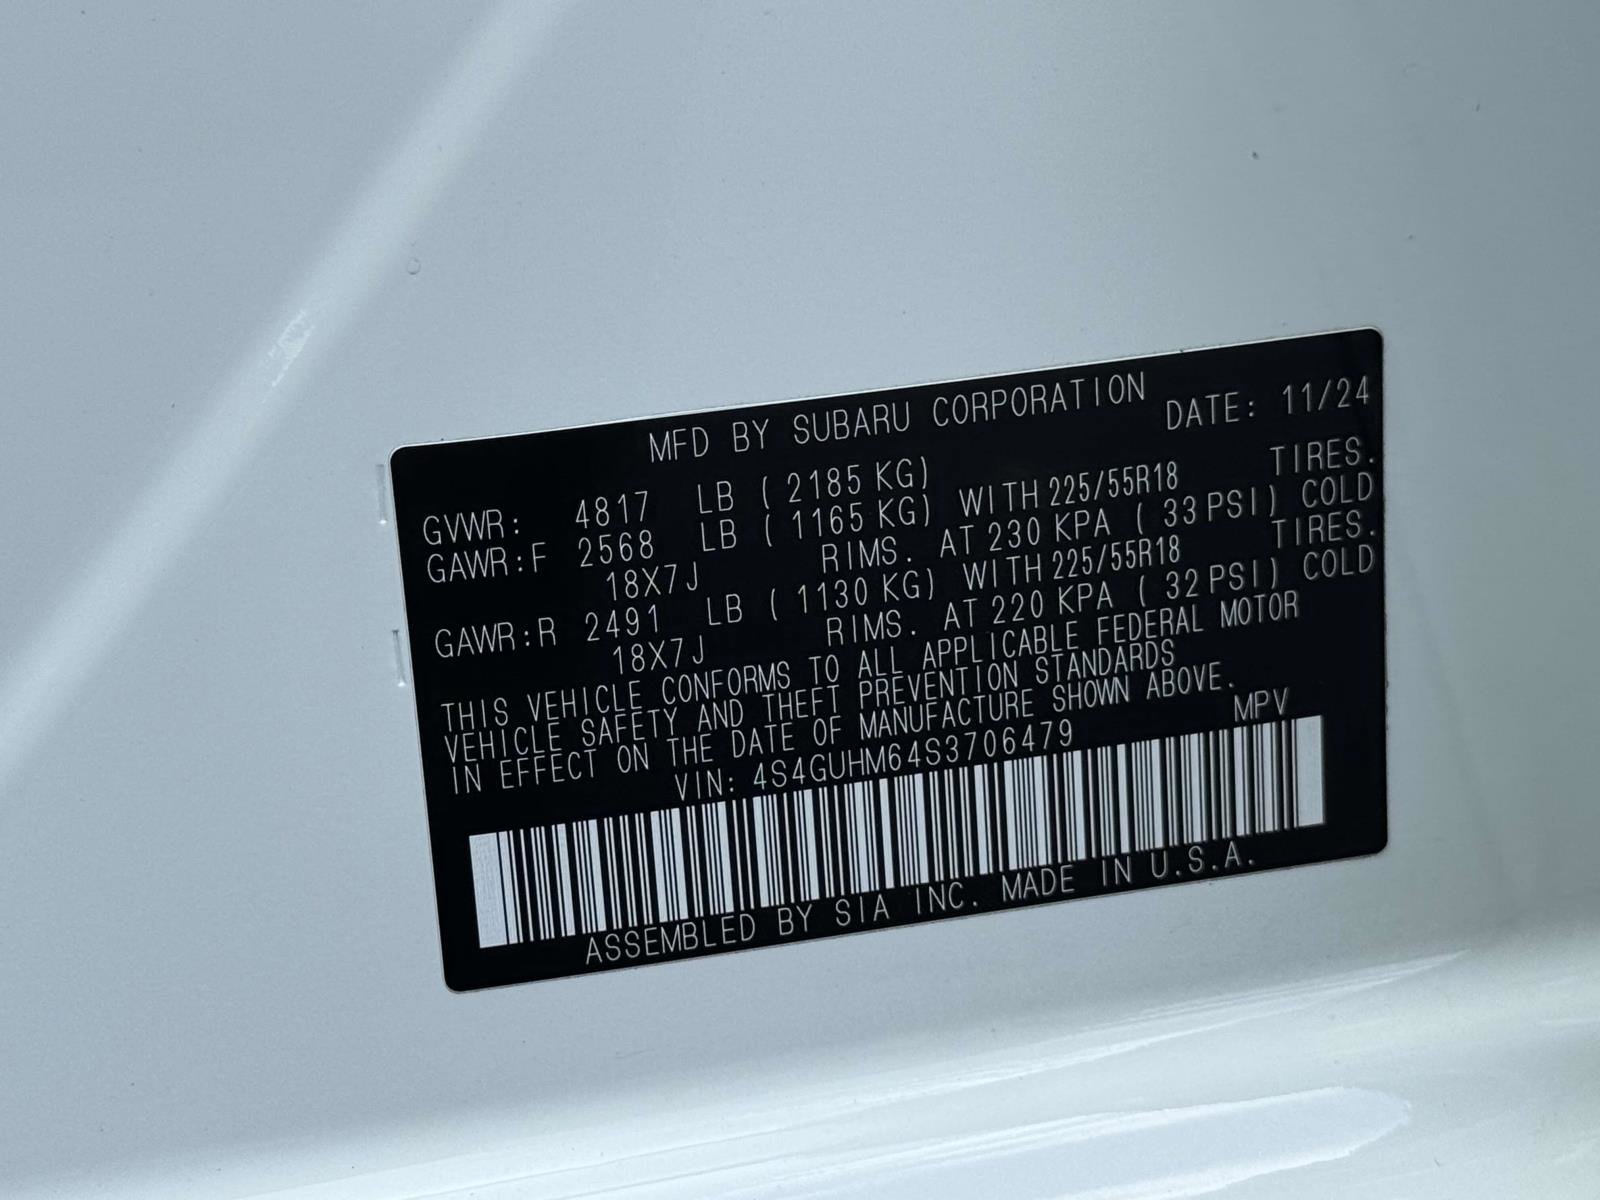 MFD BY SUBARU CORPORATION DATE: 11/24
GVWR: 4817 LB ( 2185 KG)
GAWR:F 2568 LB ( 1165 KG) WITH 225/55R18 TIRES.
18X7J RIMS. AT 230 KPA ( 33 PSI) COLD
GAWR:R 2491 LB ( 1130 KG) WITH 225/55R18 TIRES.
18X7J RIMS. AT 220 KPA ( 32 PSI) COLD
THIS VEHICLE CONFORMS TO ALL APPLICABLE FEDERAL MOTOR
VEHICLE SAFETY AND THEFT PREVENTION STANDARDS
IN EFFECT ON THE DATE OF MANUFACTURE SHOWN ABOVE.
VIN: 4S4GUHM64S3706479 MPV
ASSEMBLED BY SIA INC. MADE IN U.S.A.